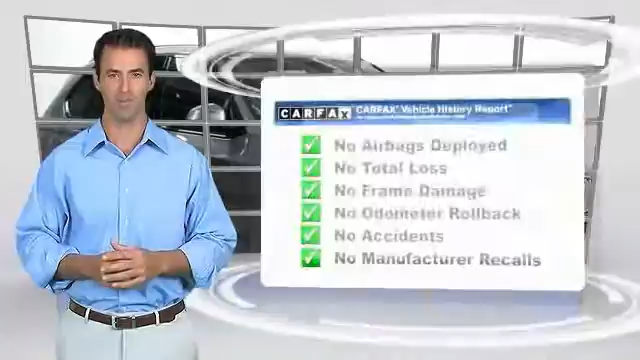 CARFAX CARFAX Vehicle History Report™
No Airbags Deployed
No Total Loss
No Frame Damage
No Odometer Rollback
No Accidents
No Manufacturer Recalls